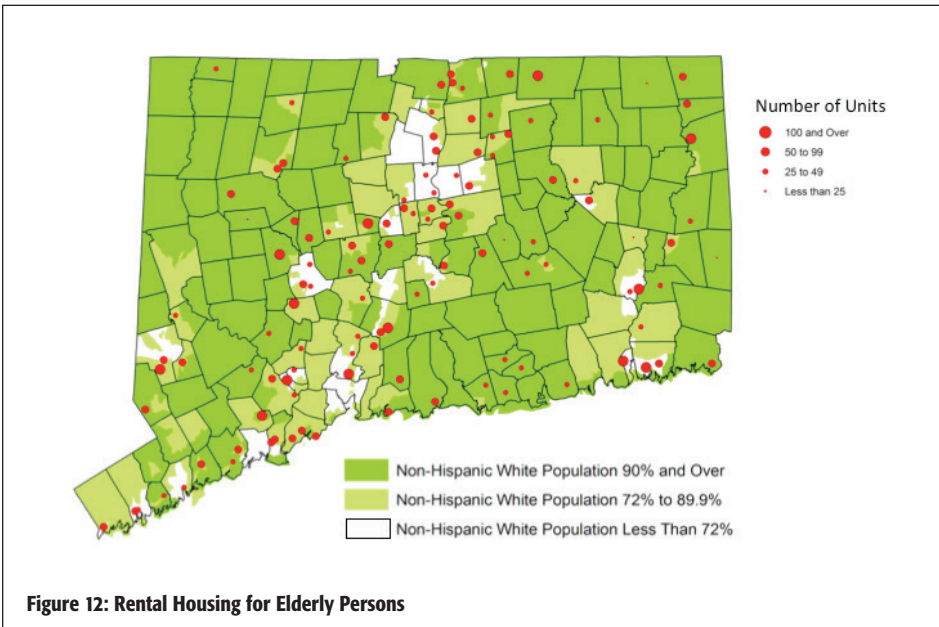 Number of Units
100 and Over
50 to 99
25 to 49
Less than 25
Non-Hispanic White Population 90% and Over
Non-Hispanic White Population 72% to 89.9%
Non-Hispanic White Population Less Than 72%
Figure 12: Rental Housing for Elderly Persons